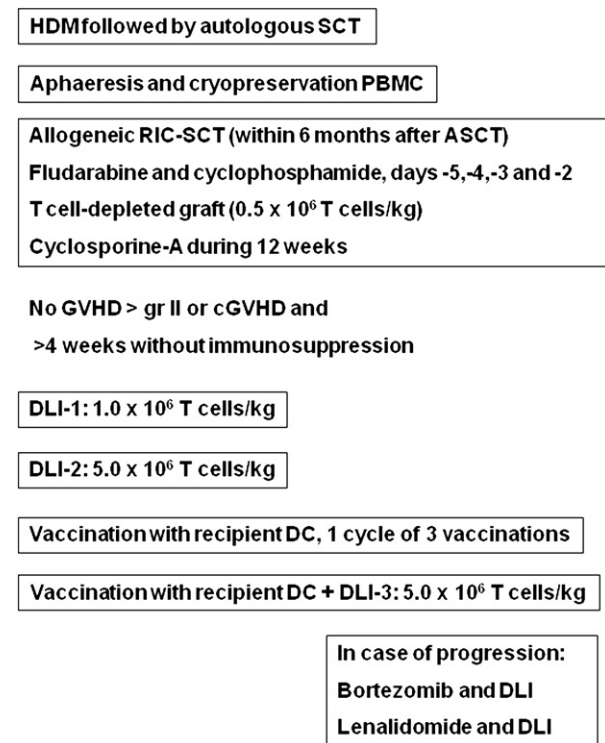 HDM followed by autologous SCT
Aphaeresis and cryopreservation PBMC
Allogeneic RIC-SCT (within 6 months after ASCT)
Fludarabine and cyclophosphamide, days -5,-4,-3 and -2
T cell-depleted graft (0.5 x 10⁶ T cells/kg)
Cyclosporine-A during 12 weeks
No GVHD > gr II or cGVHD and
>4 weeks without immunosuppression
DLI-1: 1.0 x 10⁶ T cells/kg
DLI-2: 5.0 x 10⁶ T cells/kg
Vaccination with recipient DC, 1 cycle of 3 vaccinations
Vaccination with recipient DC + DLI-3: 5.0 x 10⁶ T cells/kg
In case of progression:
Bortezomib and DLI
Lenalidomide and DLI